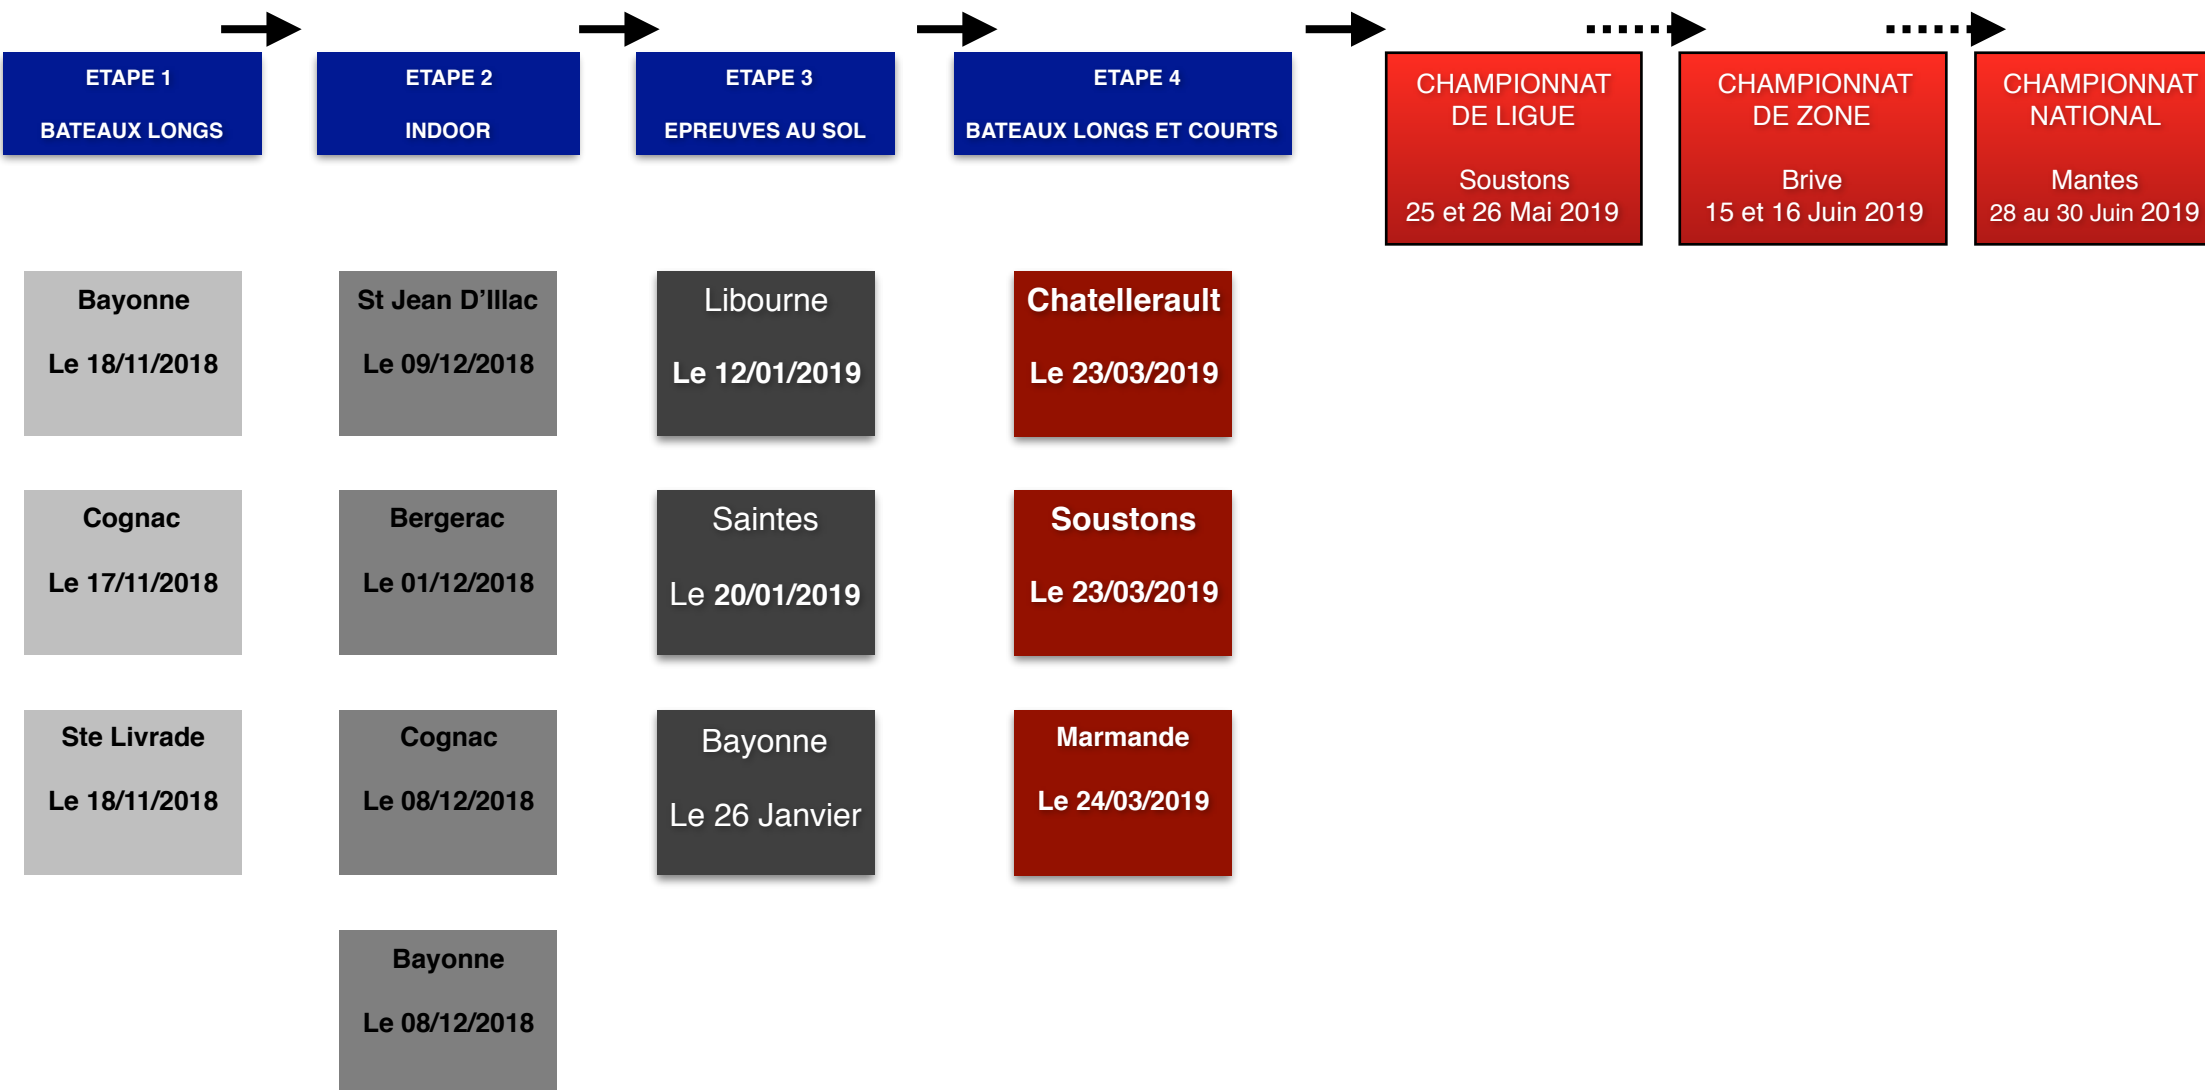 ETAPE 1
BATEAUX LONGS
ETAPE 2
INDOOR
ETAPE 3
EPREUVES AU SOL
ETAPE 4
BATEAUX LONGS ET COURTS
CHAMPIONNAT
DE LIGUE
Soustons
25 et 26 Mai 2019
CHAMPIONNAT
DE ZONE
Brive
15 et 16 Juin 2019
CHAMPIONNAT
NATIONAL
Mantes
28 au 30 Juin 2019
Bayonne
Le 18/11/2018
St Jean D’Illac
Le 09/12/2018
Libourne
Le 12/01/2019
Chatellerault
Le 23/03/2019
Cognac
Le 17/11/2018
Bergerac
Le 01/12/2018
Saintes
Le 20/01/2019
Soustons
Le 23/03/2019
Ste Livrade
Le 18/11/2018
Cognac
Le 08/12/2018
Bayonne
Le 26 Janvier
Marmande
Le 24/03/2019
Bayonne
Le 08/12/2018